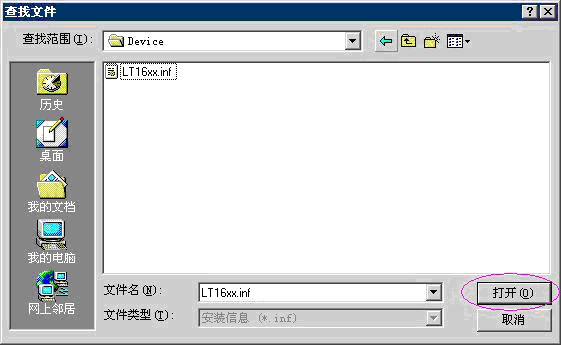 查找文件
查找范围(I):
Device
LT16xx.inf
历史
桌面
我的文档
我的电脑
网上邻居
文件名(N):
LT16xx.inf
打开(O)
文件类型(T):
安装信息 (*.inf)
取消